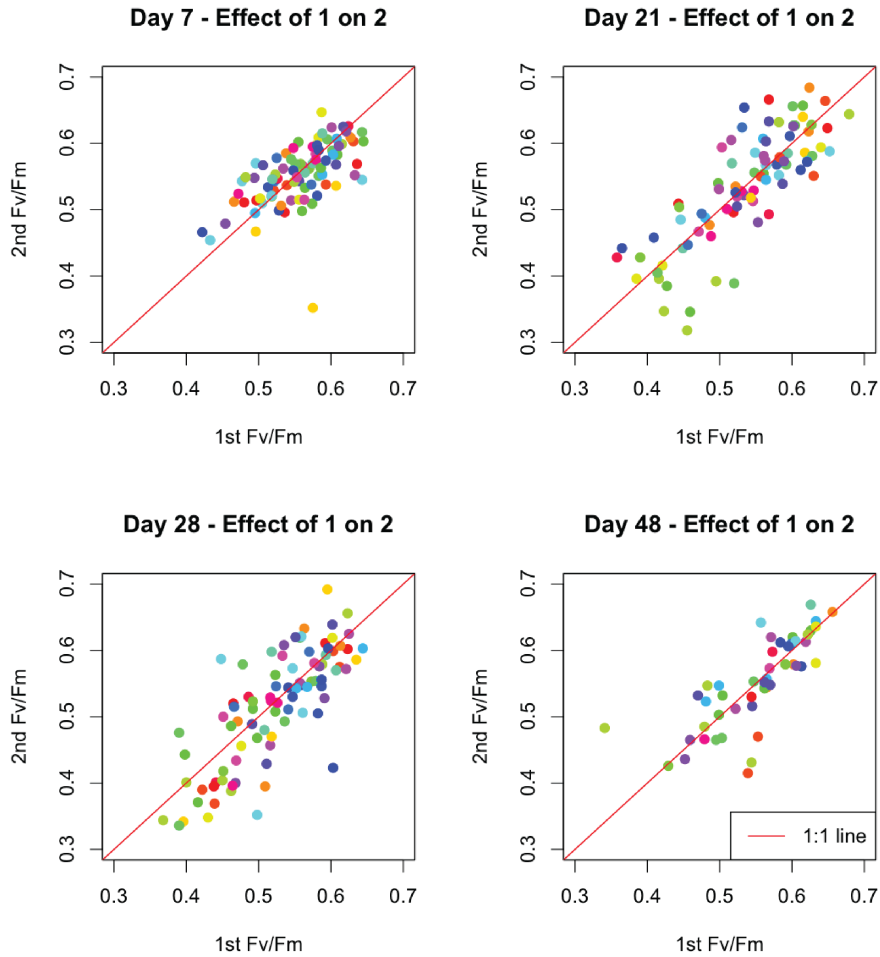 Day 7 - Effect of 1 on 2
2nd Fv/Fm
0.7
0.6
0.5
0.4
0.3
0.3 0.4 0.5 0.6 0.7
1st Fv/Fm
Day 21 - Effect of 1 on 2
2nd Fv/Fm
0.7
0.6
0.5
0.4
0.3
0.3 0.4 0.5 0.6 0.7
1st Fv/Fm
Day 28 - Effect of 1 on 2
2nd Fv/Fm
0.7
0.6
0.5
0.4
0.3
0.3 0.4 0.5 0.6 0.7
1st Fv/Fm
Day 48 - Effect of 1 on 2
2nd Fv/Fm
0.7
0.6
0.5
0.4
0.3
1:1 line
0.3 0.4 0.5 0.6 0.7
1st Fv/Fm